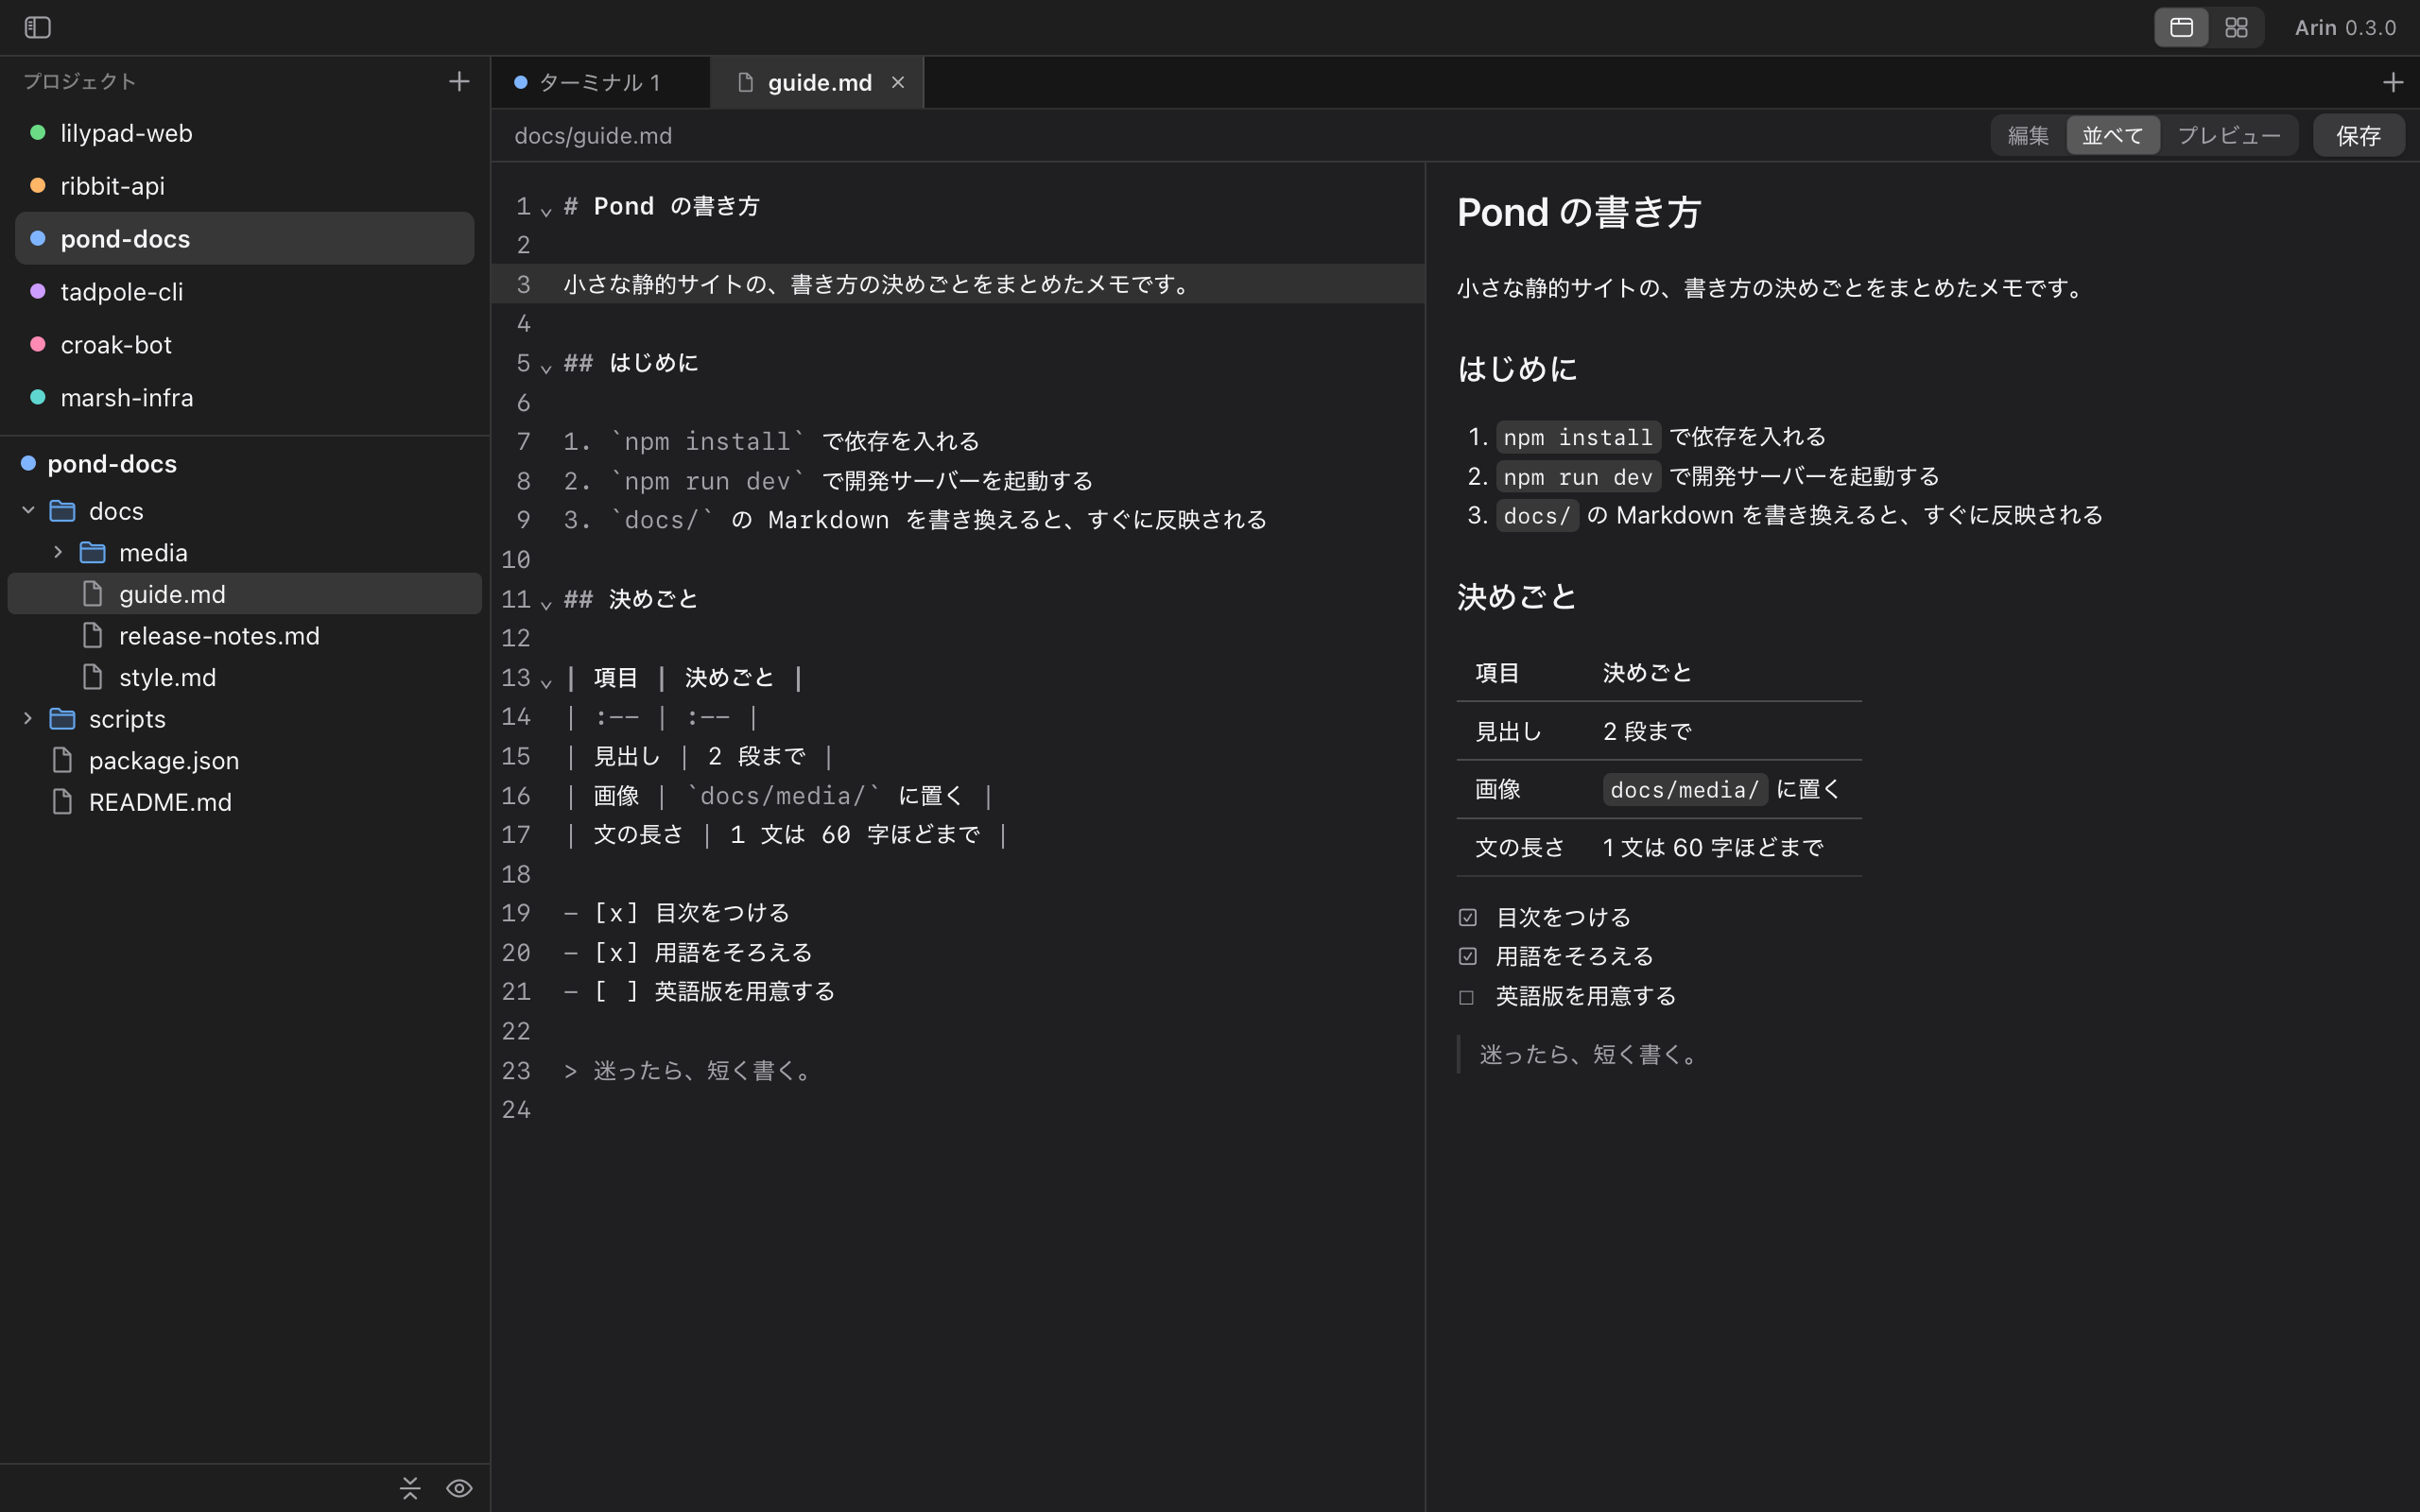 Arin 0.3.0
プロジェクト
lilypad-web
ribbit-api
pond-docs
tadpole-cli
croak-bot
marsh-infra
pond-docs
docs
media
guide.md
release-notes.md
style.md
scripts
package.json
README.md
ターミナル 1
guide.md
docs/guide.md
編集 並べて プレビュー 保存
1 # Pond の書き方
2
3 小さな静的サイトの、書き方の決めごとをまとめたメモです。
4
5 ## はじめに
6
7 1. `npm install` で依存を入れる
8 2. `npm run dev` で開発サーバーを起動する
9 3. `docs/` の Markdown を書き換えると、すぐに反映される
10
11 ## 決めごと
12
13 | 項目 | 決めごと |
14 | :-- | :-- |
15 | 見出し | 2 段まで |
16 | 画像 | `docs/media/` に置く |
17 | 文の長さ | 1 文は 60 字ほどまで |
18
19 - [x] 目次をつける
20 - [x] 用語をそろえる
21 - [ ] 英語版を用意する
22
23 > 迷ったら、短く書く。
24
Pond の書き方
小さな静的サイトの、書き方の決めごとをまとめたメモです。
はじめに
1. npm install で依存を入れる
2. npm run dev で開発サーバーを起動する
3. docs/ の Markdown を書き換えると、すぐに反映される
決めごと
項目 決めごと
見出し 2 段まで
画像 docs/media/ に置く
文の長さ 1 文は 60 字ほどまで
目次をつける
用語をそろえる
英語版を用意する
迷ったら、短く書く。